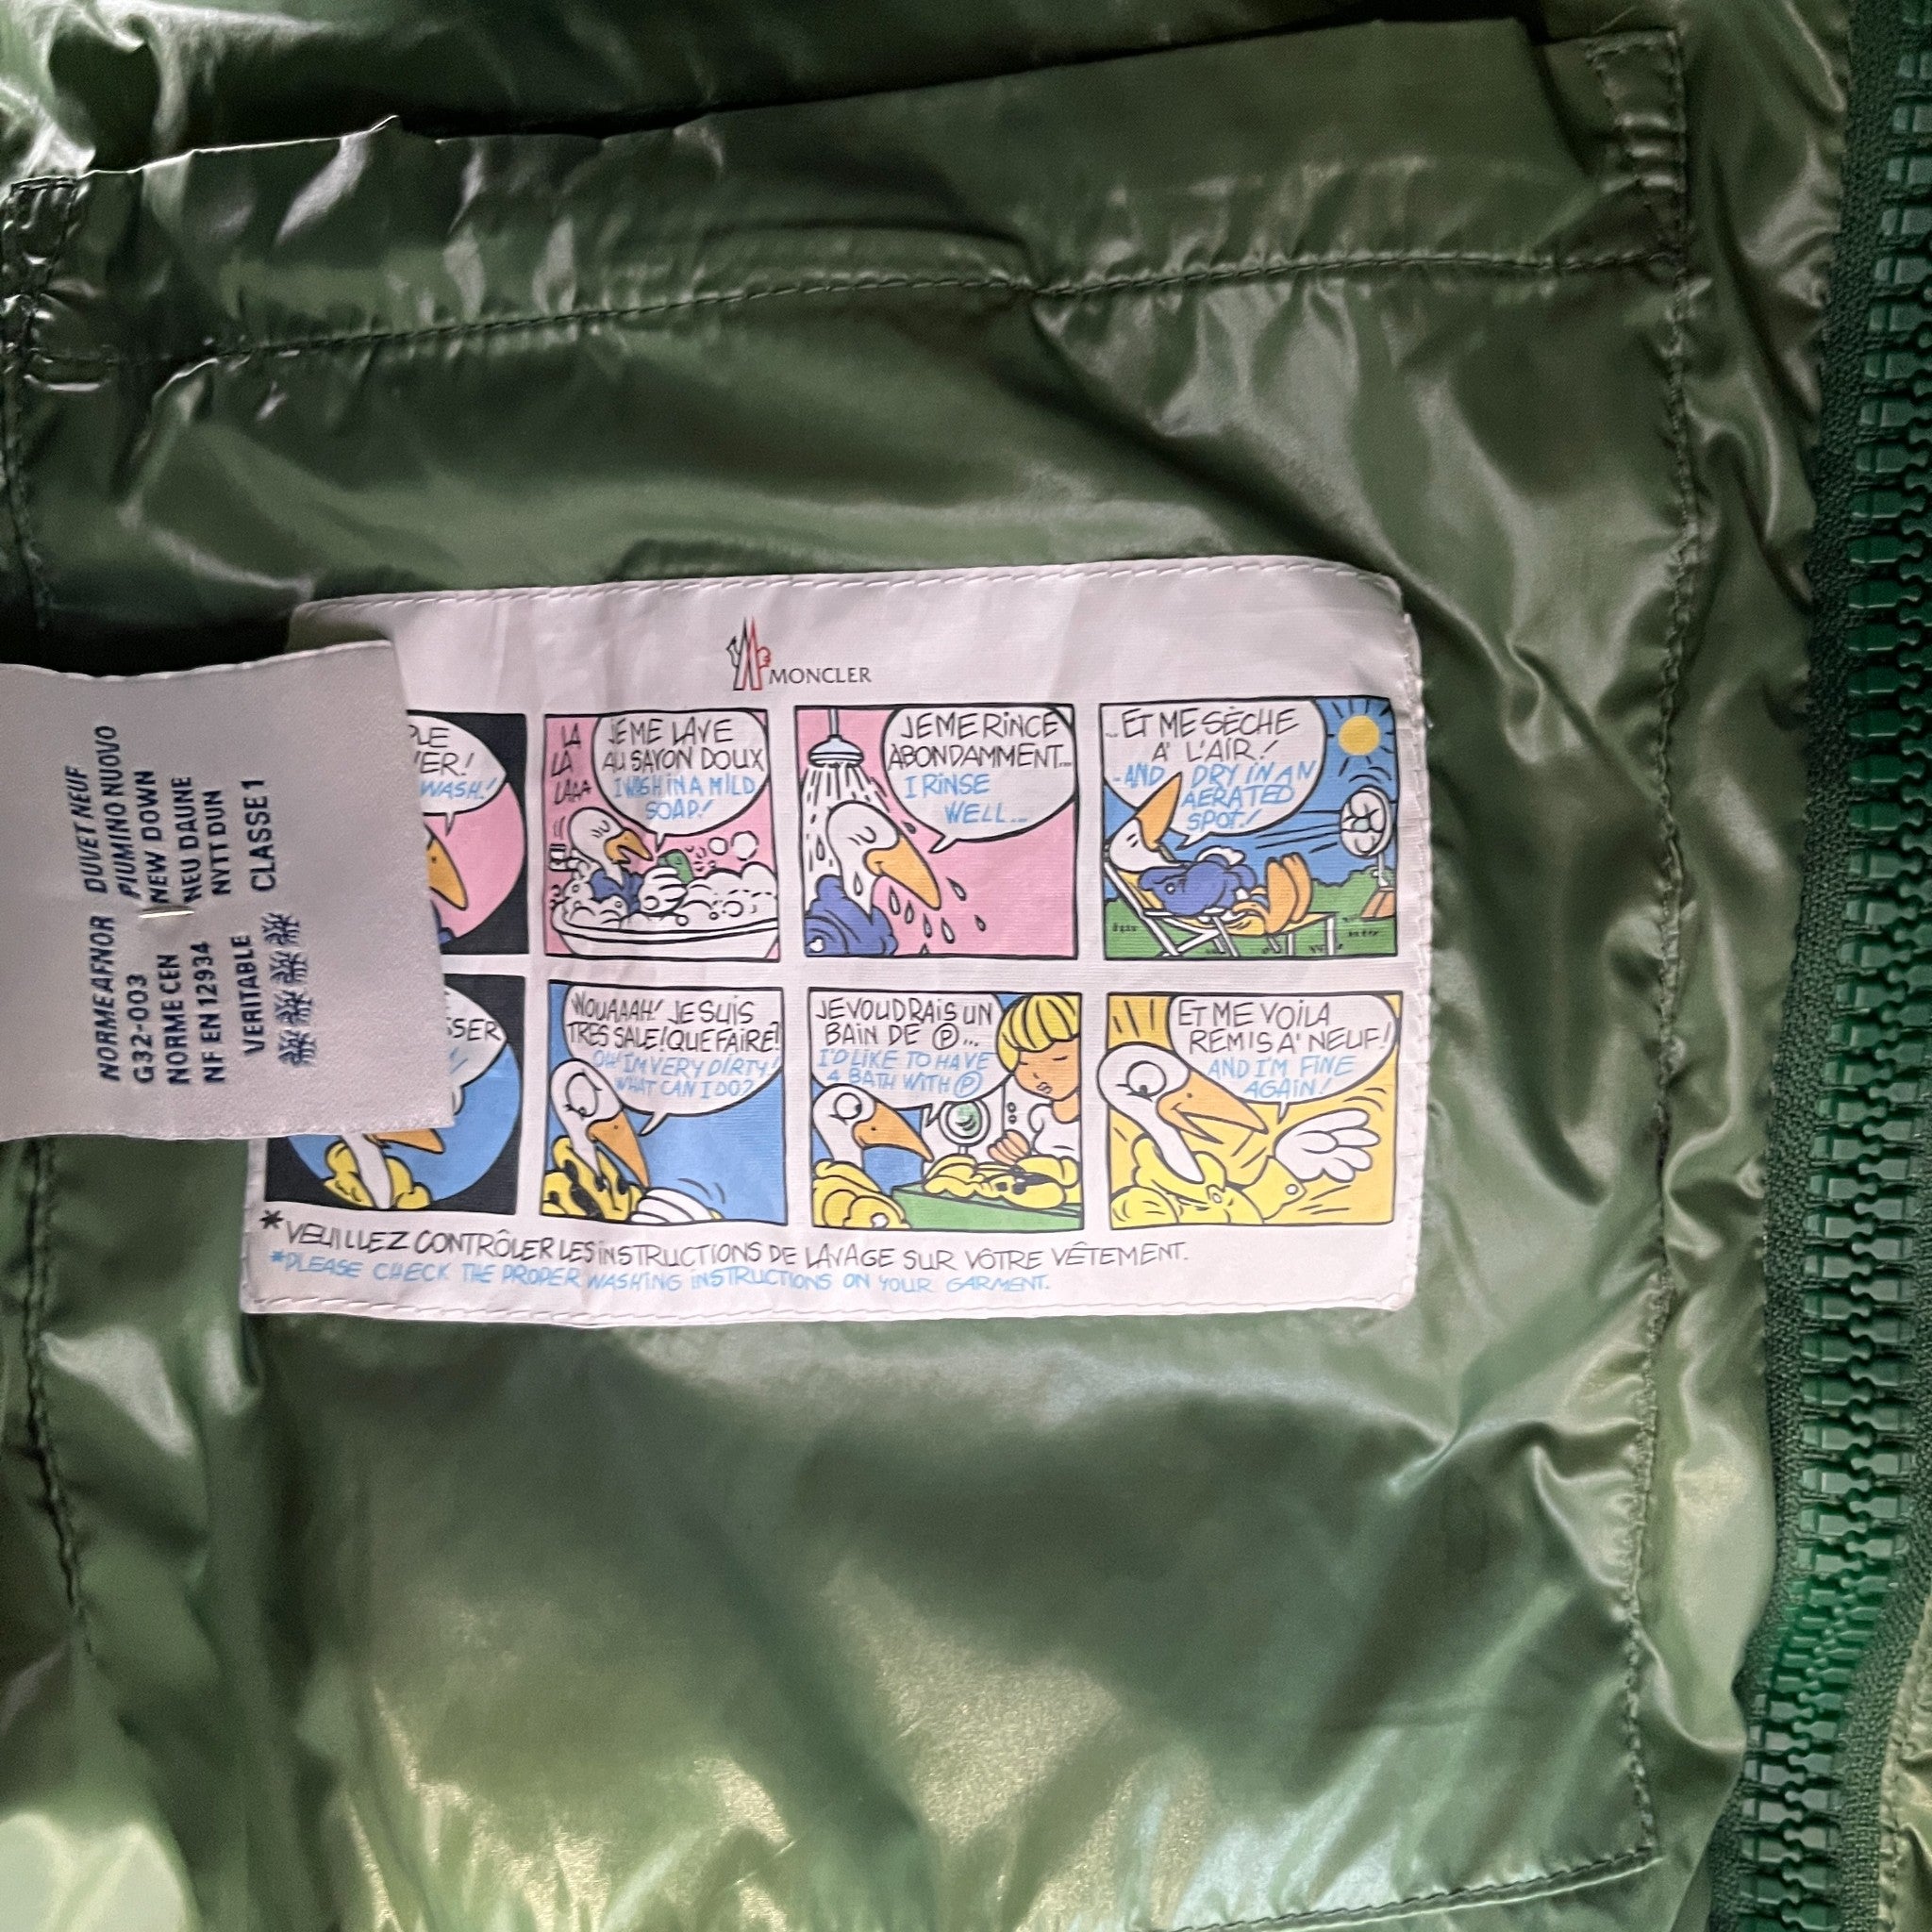 NORME AFNOR DUVET NEUF
G32-003 PIUMINO NUOVO
NORME CEN NEW DOWN
NF EN 12934 NEU DAUNE
NYTT DUN
VERITABLE CLASSE 1
MONCLER
WASH!
LA
LA
LAAA
JE ME LAVE
AU SAVON DOUX
I WASH IN A MILD
SOAP!
JE ME RINCE
ABONDAMMENT...
I RINSE
WELL...
...ET ME SÈCHE
A' L'AIR!
-AND DRY IN AN
AERATED
SPOT!
WOUAAAH! JE SUIS
TRES SALE! QUE FAIRE?
OH! I'M VERY DIRTY!
WHAT CAN I DO?
JE VOUDRAIS UN
BAIN DE Ⓟ...
I'D LIKE TO HAVE
A BATH WITH Ⓟ
ET ME VOILA
REMIS A' NEUF!
AND I'M FINE
AGAIN!
*VEUILLEZ CONTRÔLER LES INSTRUCTIONS DE LAVAGE SUR VÔTRE VÊTEMENT.
*PLEASE CHECK THE PROPER WASHING INSTRUCTIONS ON YOUR GARMENT.